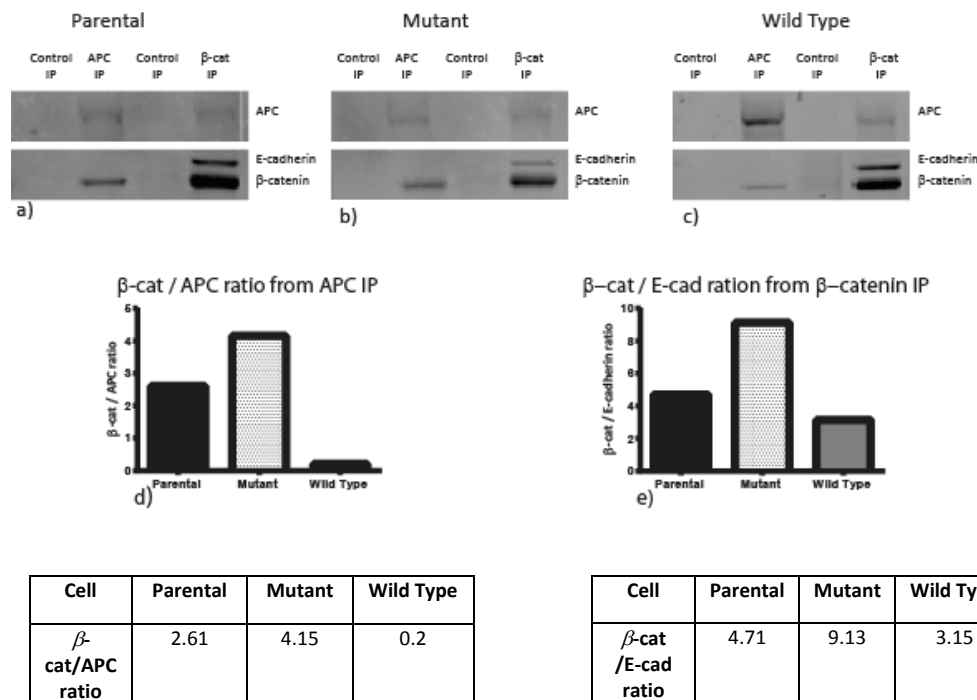 Parental
Control IP APC IP Control IP β-cat IP
APC
E-cadherin
β-catenin
a)
Mutant
Control IP APC IP Control IP β-cat IP
APC
E-cadherin
β-catenin
b)
Wild Type
Control IP APC IP Control IP β-cat IP
APC
E-cadherin
β-catenin
c)
β-cat / APC ratio from APC IP
β-cat / APC ratio
5
4
3
2
1
0
Parental Mutant Wild Type
d)
β–cat / E-cad ration from β–catenin IP
β-cat / E-cadherin ratio
10
8
6
4
2
0
Parental Mutant Wild Type
e)
Cell Parental Mutant Wild Type
β-cat/APC ratio 2.61 4.15 0.2
Cell Parental Mutant Wild Ty
β-cat /E-cad ratio 4.71 9.13 3.15